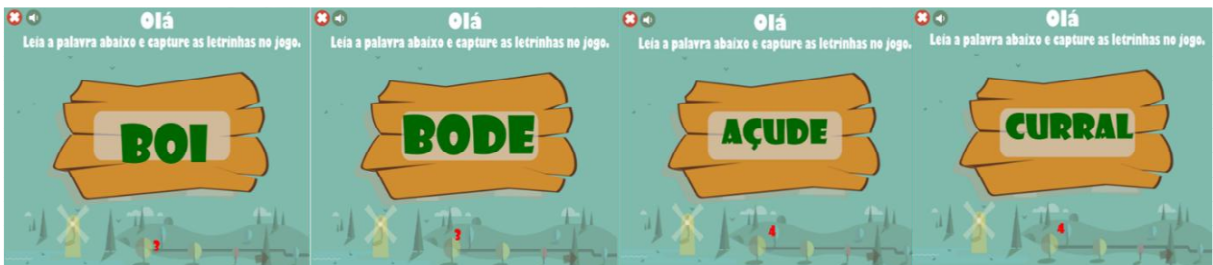 Olá
Leia a palavra abaixo e capture as letrinhas no jogo.
BOI
3
Olá
Leia a palavra abaixo e capture as letrinhas no jogo.
BODE
3
Olá
Leia a palavra abaixo e capture as letrinhas no jogo.
AÇUDE
4
Olá
Leia a palavra abaixo e capture as letrinhas no jogo.
CURRAL
4